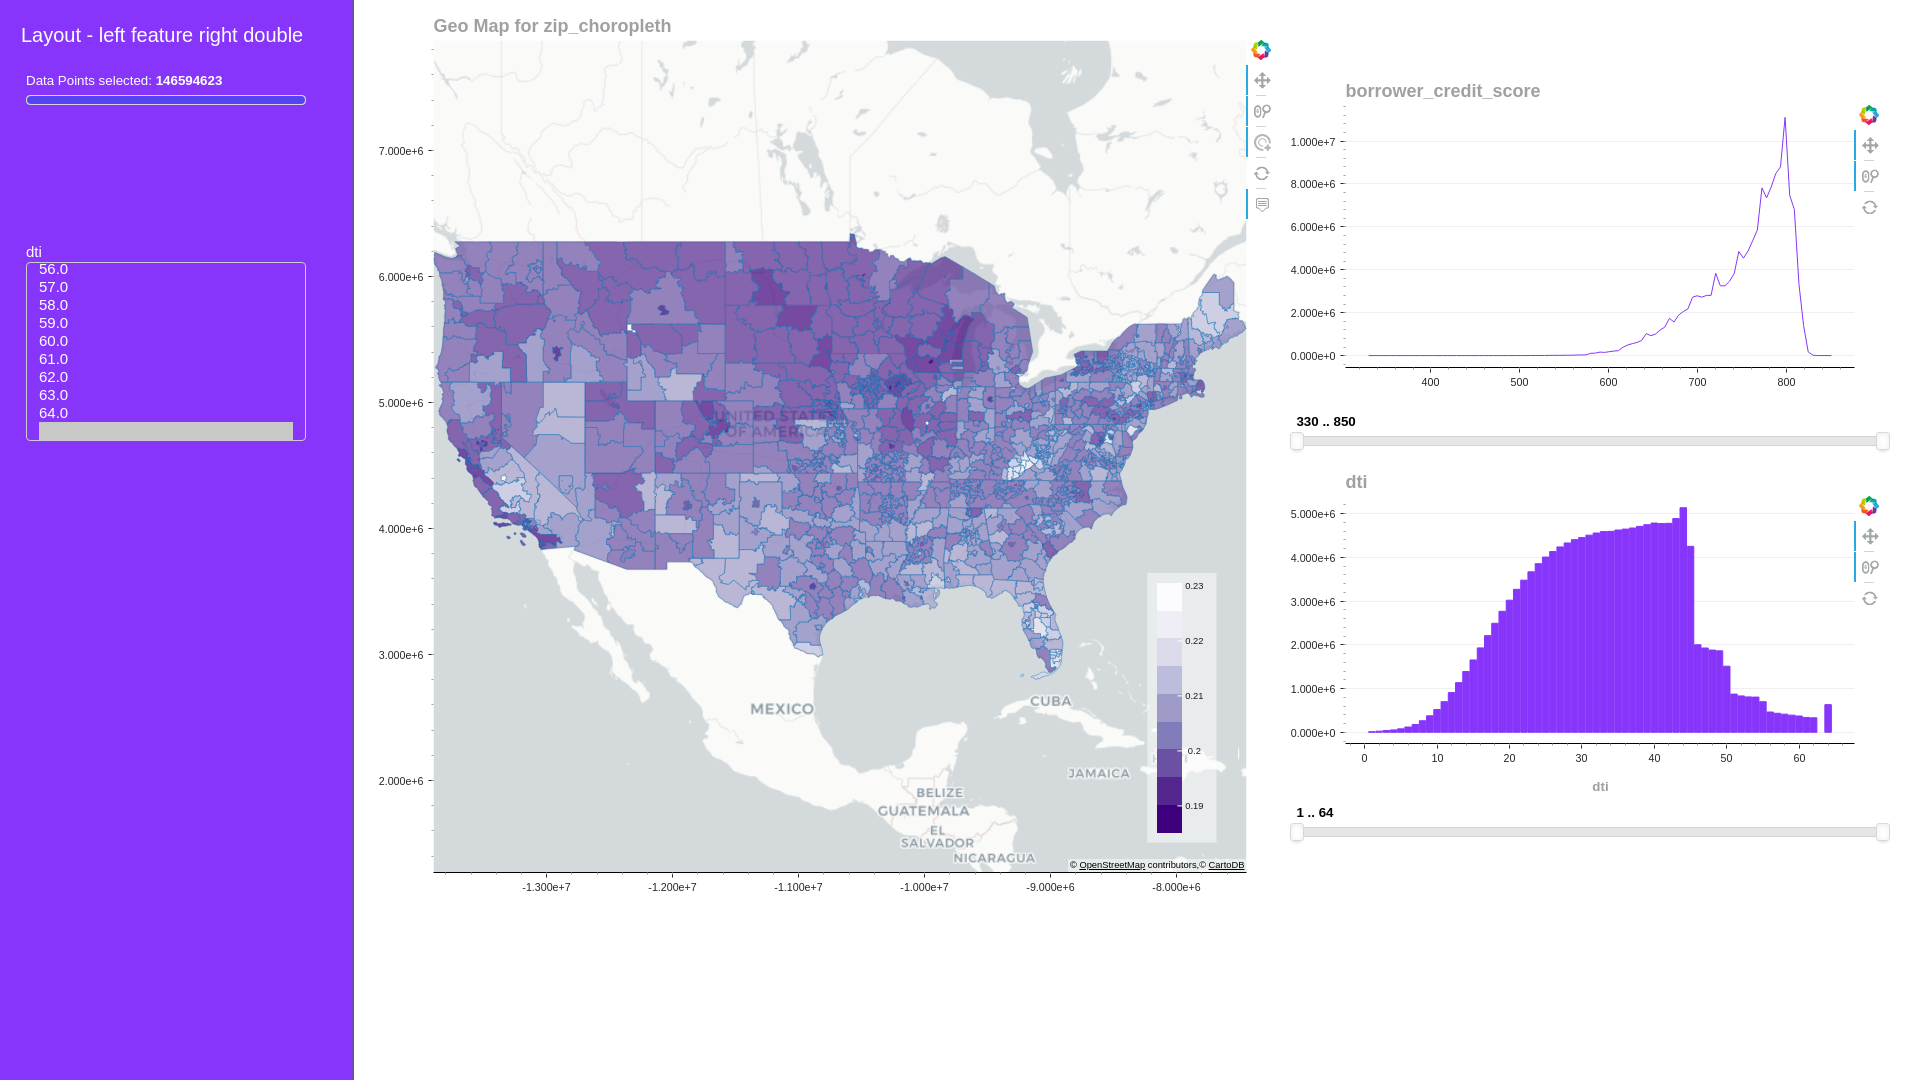 Layout - left feature right double
Data Points selected: 146594623
dti
56.0
57.0
58.0
59.0
60.0
61.0
62.0
63.0
64.0
Geo Map for zip_choropleth
7.000e+6
6.000e+6
5.000e+6
4.000e+6
3.000e+6
2.000e+6
-1.300e+7
-1.200e+7
-1.100e+7
-1.000e+7
-9.000e+6
-8.000e+6
UNITED STATES
OF AMERICA
MEXICO
CUBA
JAMAICA
BELIZE
GUATEMALA
EL
SALVADOR
NICARAGUA
0.23
0.22
0.21
0.2
0.19
© OpenStreetMap contributors,© CartoDB
borrower_credit_score
1.000e+7
8.000e+6
6.000e+6
4.000e+6
2.000e+6
0.000e+0
400
500
600
700
800
330 .. 850
dti
5.000e+6
4.000e+6
3.000e+6
2.000e+6
1.000e+6
0.000e+0
0
10
20
30
40
50
60
dti
1 .. 64